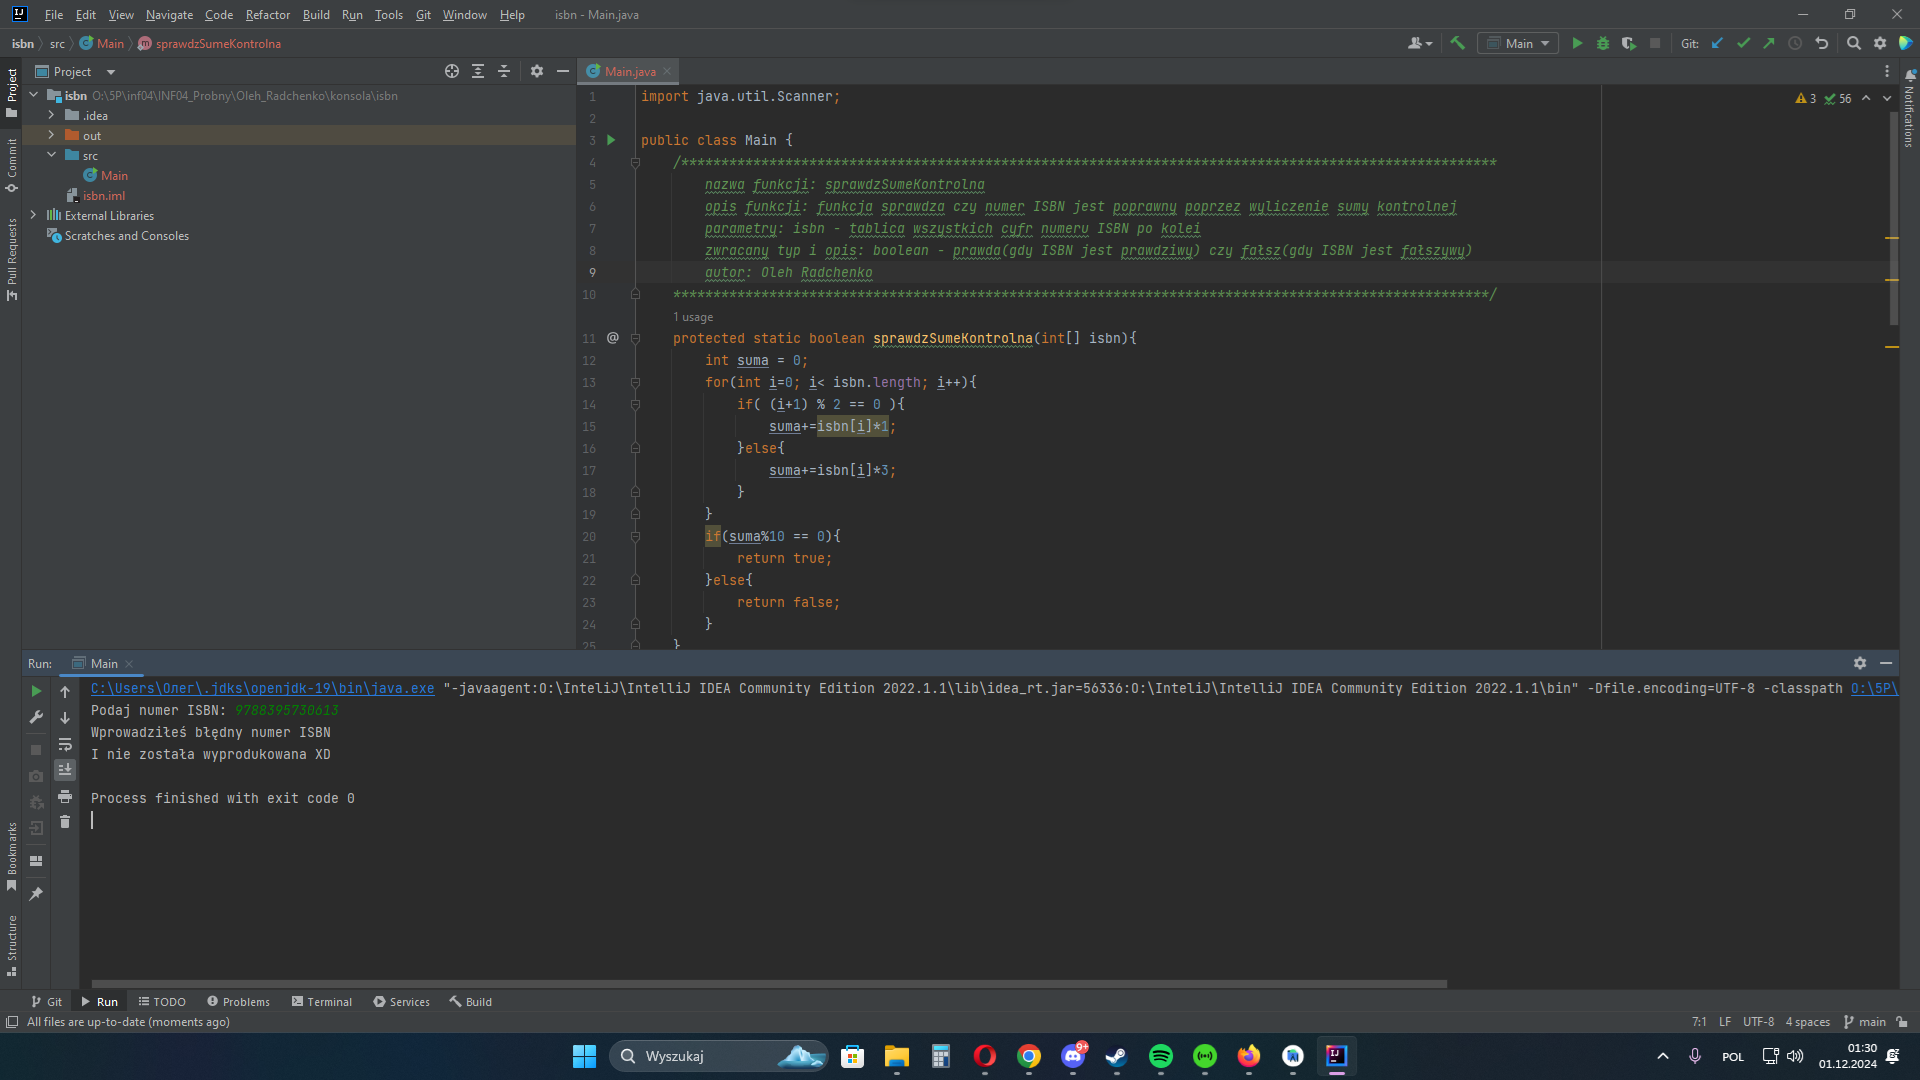 File Edit View Navigate Code Refactor Build Run Tools Git Window Help isbn - Main.java
isbn src Main sprawdzSumeKontrolna Main Git:
Project
Main.java
isbn O:\5P\inf04\INF04_Probny\Oleh_Radchenko\konsola\isbn
.idea
out
src
Main
isbn.iml
External Libraries
Scratches and Consoles
Project
Commit
Pull Requests
Bookmarks
Structure
Notifications
3 56
1 import java.util.Scanner;
2
3 public class Main {
4 /******************************************************************************************************
5 nazwa funkcji: sprawdzSumeKontrolna
6 opis funkcji: funkcja sprawdza czy numer ISBN jest poprawny poprzez wyliczenie sumy kontrolnej
7 parametry: isbn - tablica wszystkich cyfr numeru ISBN po kolei
8 zwracany typ i opis: boolean - prawda(gdy ISBN jest prawdziwy) czy fałsz(gdy ISBN jest fałszywy)
9 autor: Oleh Radchenko
10 ******************************************************************************************************/
1 usage
11 @ protected static boolean sprawdzSumeKontrolna(int[] isbn){
12 int suma = 0;
13 for(int i=0; i< isbn.length; i++){
14 if( (i+1) % 2 == 0 ){
15 suma+=isbn[i]*1;
16 }else{
17 suma+=isbn[i]*3;
18 }
19 }
20 if(suma%10 == 0){
21 return true;
22 }else{
23 return false;
24 }
25 }
Run: Main
C:\Users\Олег\.jdks\openjdk-19\bin\java.exe "-javaagent:O:\InteliJ\IntelliJ IDEA Community Edition 2022.1.1\lib\idea_rt.jar=56336:O:\InteliJ\IntelliJ IDEA Community Edition 2022.1.1\bin" -Dfile.encoding=UTF-8 -classpath O:\5P\
Podaj numer ISBN: 9788395730613
Wprowadziłeś błędny numer ISBN
I nie została wyprodukowana XD
Process finished with exit code 0
Git Run TODO Problems Terminal Services Build
All files are up-to-date (moments ago) 7:1 LF UTF-8 4 spaces main
Wyszukaj 9+ POL 01:30
01.12.2024